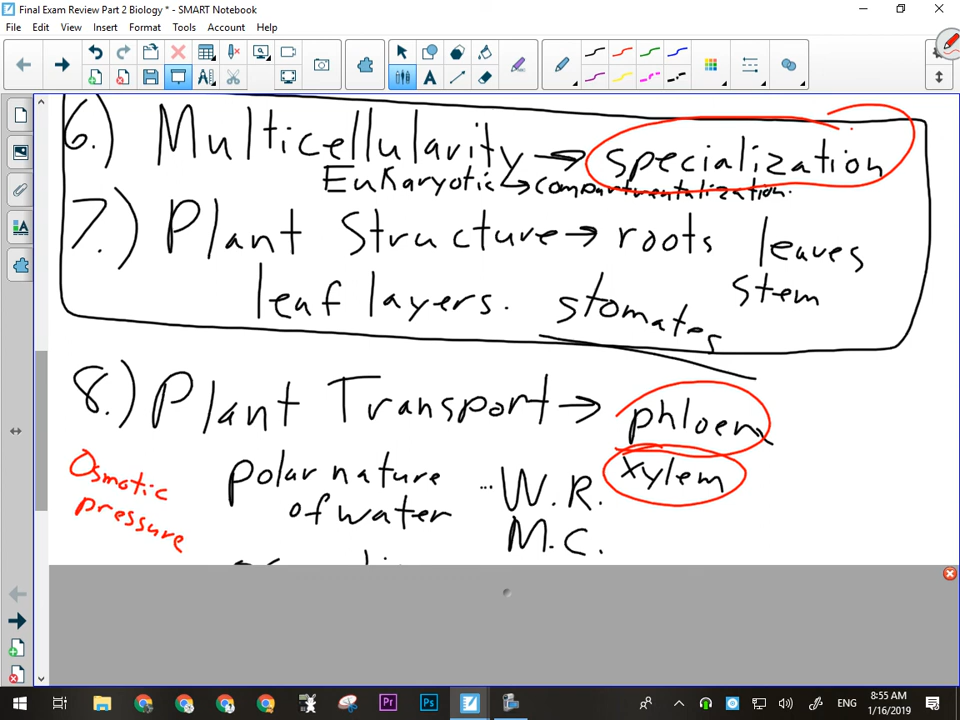 Final Exam Review Part 2 Biology * - SMART Notebook
File Edit View Insert Format Tools Account Help
6.) Multicellularity → specialization
Eukaryotic → compartmentalization.
7.) Plant Structure → roots leaves
stem
leaf layers. stomates
8.) Plant Transport → phloem
xylem
Osmotic
pressure
polar nature
of water
W.R.
M.C.
Pr
Ps
ENG
8:55 AM
1/16/2019